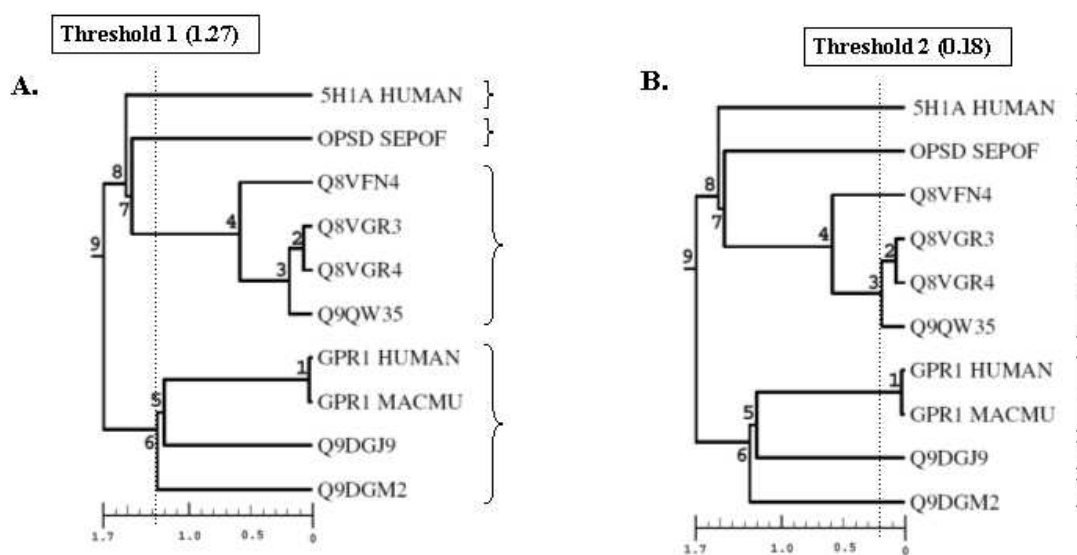 Threshold 1 (1.27)
A.
5H1A HUMAN
OPSD SEPOF
8
Q8VFN4
7
4
Q8VGR3
2
9
3
Q8VGR4
Q9QW35
GPR1 HUMAN
1
GPR1 MACMU
5
6
Q9DGJ9
Q9DGM2
1.7 1.0 0.5 0
Threshold 2 (0.18)
B.
5H1A HUMAN
OPSD SEPOF
8
Q8VFN4
7
4
Q8VGR3
2
9
3
Q8VGR4
Q9QW35
GPR1 HUMAN
1
GPR1 MACMU
5
6
Q9DGJ9
Q9DGM2
1.7 1.0 0.5 0